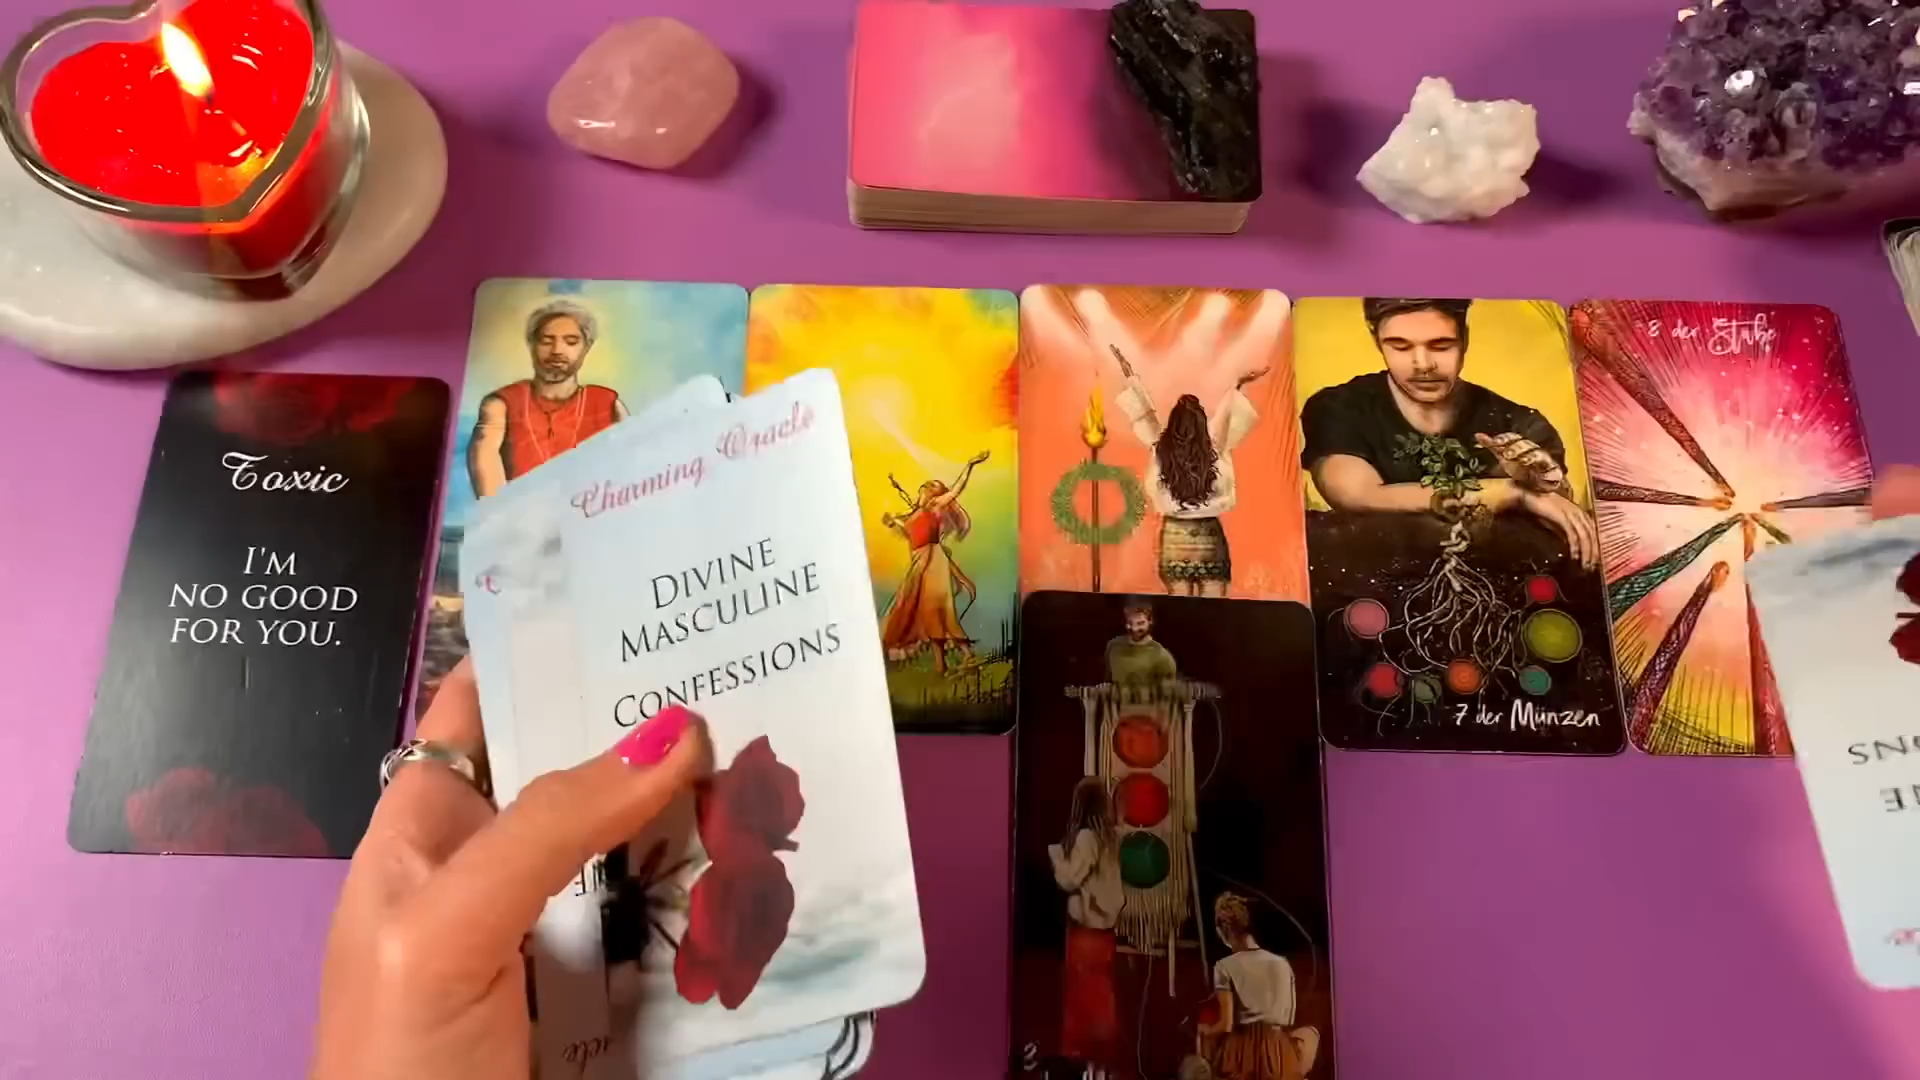 8 der Stäbe
Toxic
I'M
NO GOOD
FOR YOU.
Charming Oracle
DIVINE
MASCULINE
CONFESSIONS
7 der Münzen